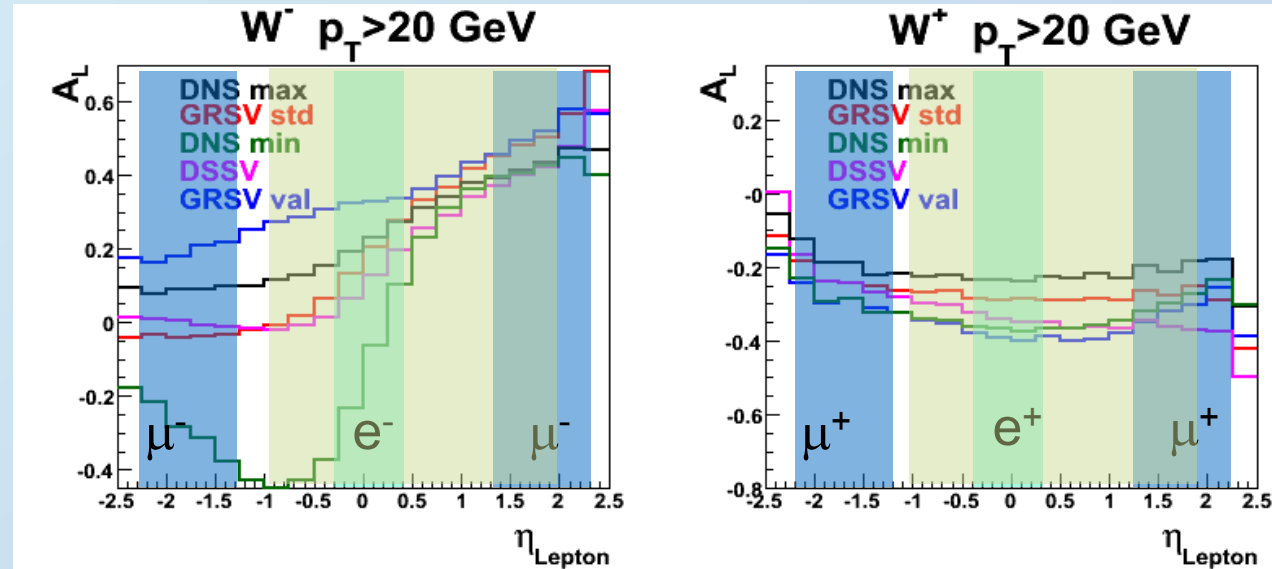 W- pT>20 GeV
AL
DNS max
GRSV std
DNS min
DSSV
GRSV val
0.6
0.4
0.2
0
-0.2
-0.4
μ- e- μ-
-2.5 -2 -1.5 -1 -0.5 0 0.5 1 1.5 2 2.5
ηLepton
W+ pT>20 GeV
AL
DNS max
GRSV std
DNS min
DSSV
GRSV val
0.2
-0
-0.2
-0.4
-0.6
-0.8
μ+ e+ μ+
-2.5 -2 -1.5 -1 -0.5 0 0.5 1 1.5 2 2.5
ηLepton